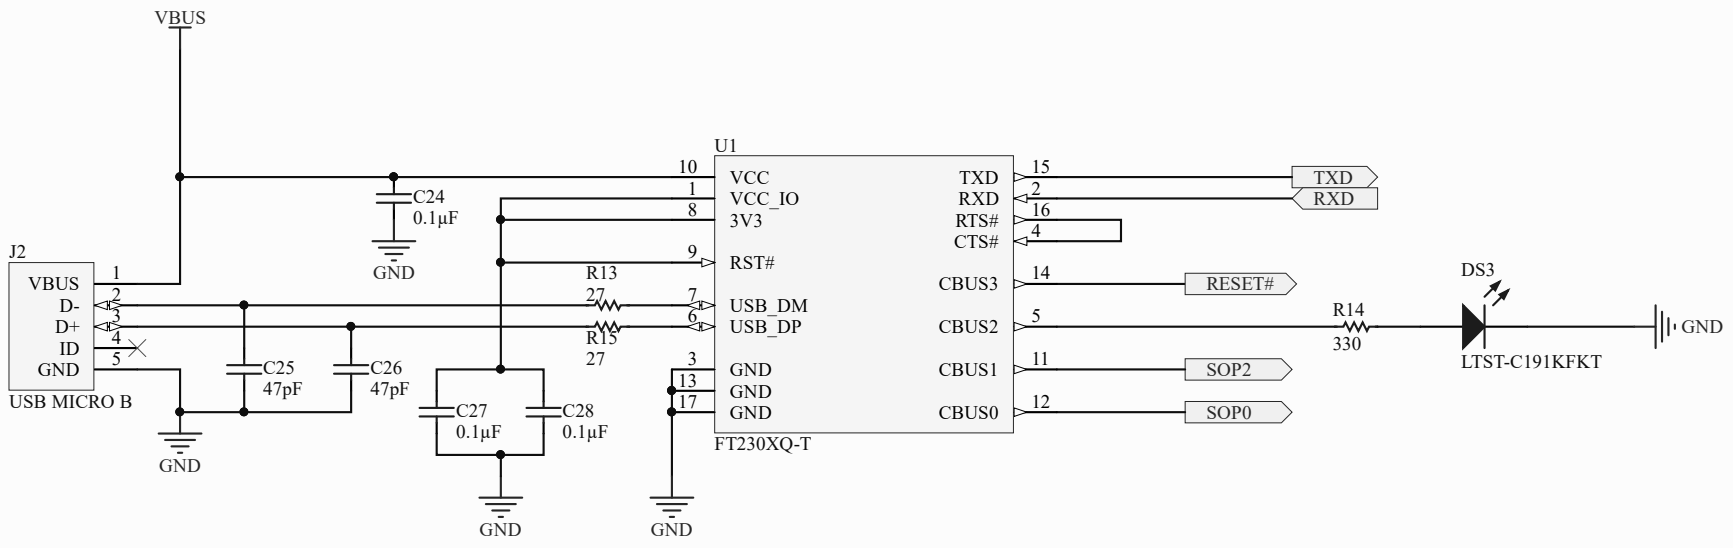 VBUS
U1
10
VCC
1
VCC_IO
8
3V3
9
RST#
7
USB_DM
6
USB_DP
3
GND
13
GND
17
GND
TXD
15
TXD
RXD
2
RXD
RTS#
16
CTS#
4
CBUS3
14
RESET#
CBUS2
5
CBUS1
11
SOP2
CBUS0
12
SOP0
FT230XQ-T
C24
0.1µF
GND
J2
VBUS
1
D-
2
D+
3
ID
4
GND
5
USB MICRO B
R13
27
R15
27
C25
47pF
C26
47pF
GND
C27
0.1µF
C28
0.1µF
GND
GND
R14
330
DS3
LTST-C191KFKT
GND